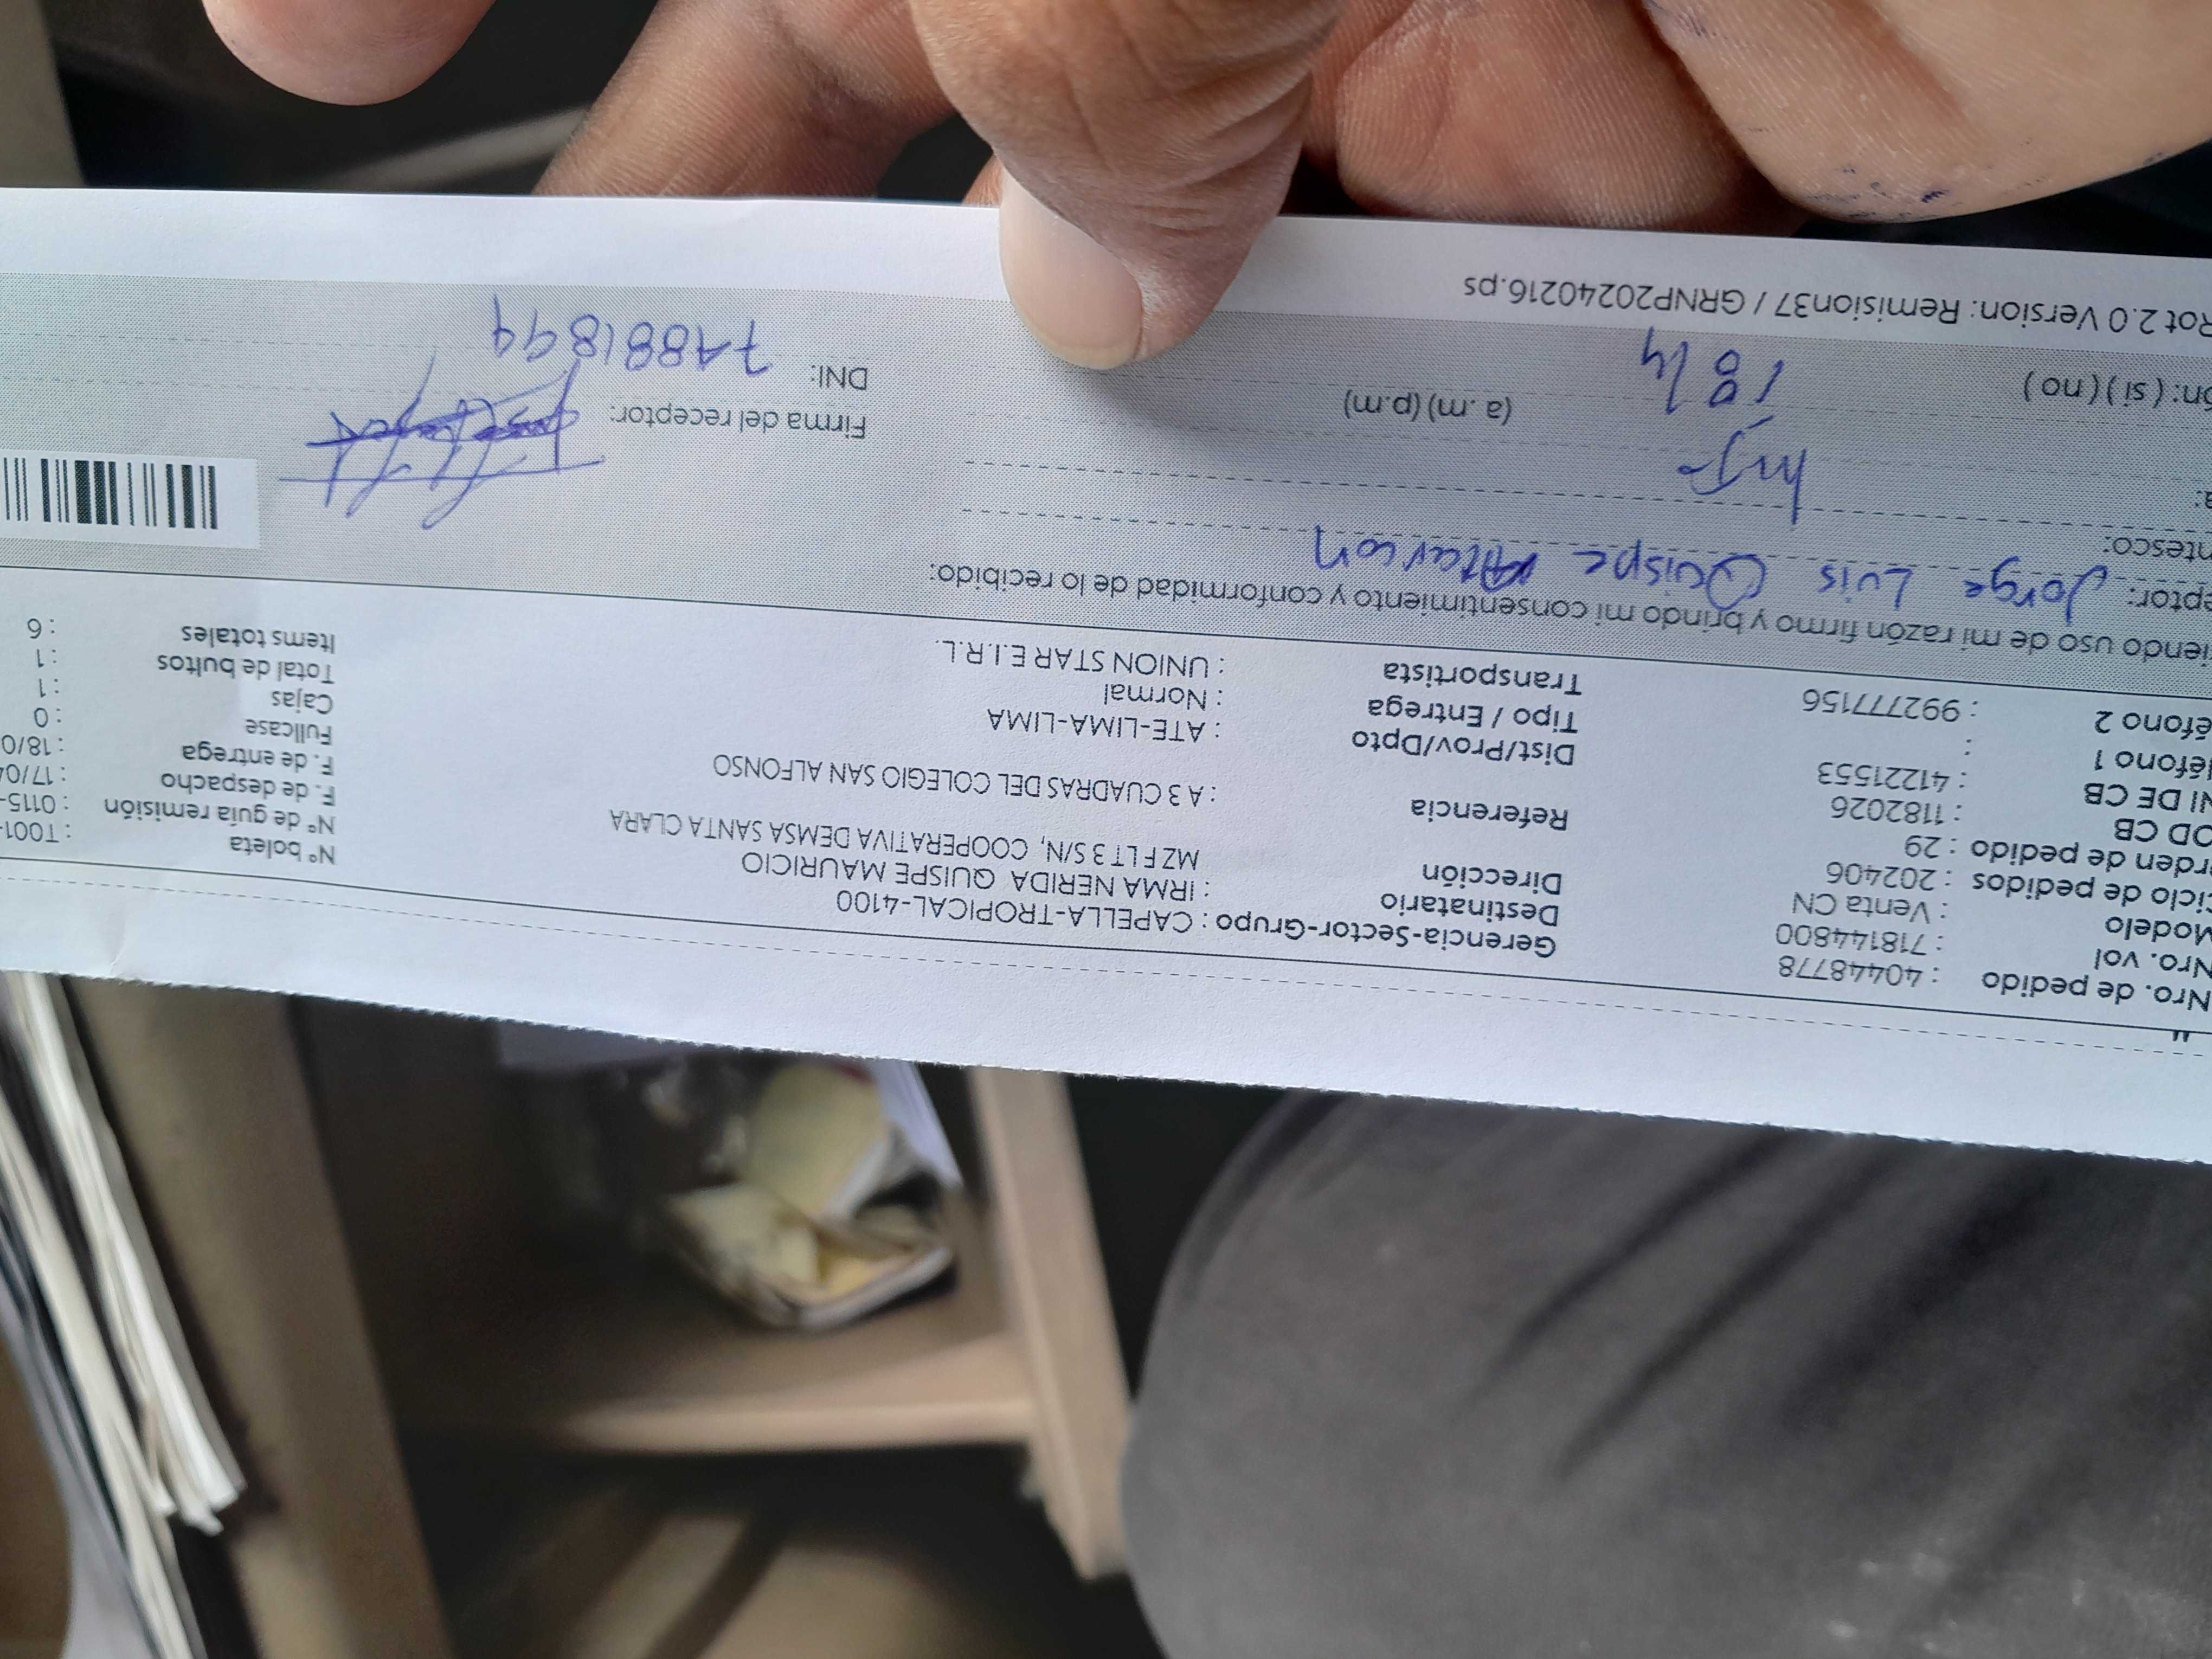 Nro. de pedido : 40448778
Nro. vol : 718144800
Modelo : Venta CN
iclo de pedidos : 202406
rden de pedido : 29
OD CB : 1182026
NI DE CB : 41221553
léfono 1 :
éfono 2 : 992777156
Gerencia-Sector-Grupo : CAPELLA-TROPICAL-4100
Destinatario : IRMA NERIDA QUISPE MAURICIO
Dirección MZ F LT 3 S/N, COOPERATIVA DEMSA SANTA CLARA
Referencia : A 3 CUADRAS DEL COLEGIO SAN ALFONSO
Dist/Prov/Dpto : ATE-LIMA-LIMA
Tipo / Entrega : Normal
Transportista : UNION STAR E.I.R.L.
N° boleta : T001-
N° de guía remisión : 0115-
F. de despacho : 17/04
F. de entrega : 18/0
Fullcase : 0
Cajas : 1
Total de bultos : 1
Items totales : 6
iendo uso de mi razón firmo y brindo mi consentimiento y conformidad de lo recibido:
eptor: Jorge Luis Quispe Alarcon
ntesco:
a:
(a .m) (p.m)
ón: ( si ) ( no ) 18/4
Firma del receptor:
DNI:
Rot 2.0 Version: Remision37 / GRNP20240216.ps